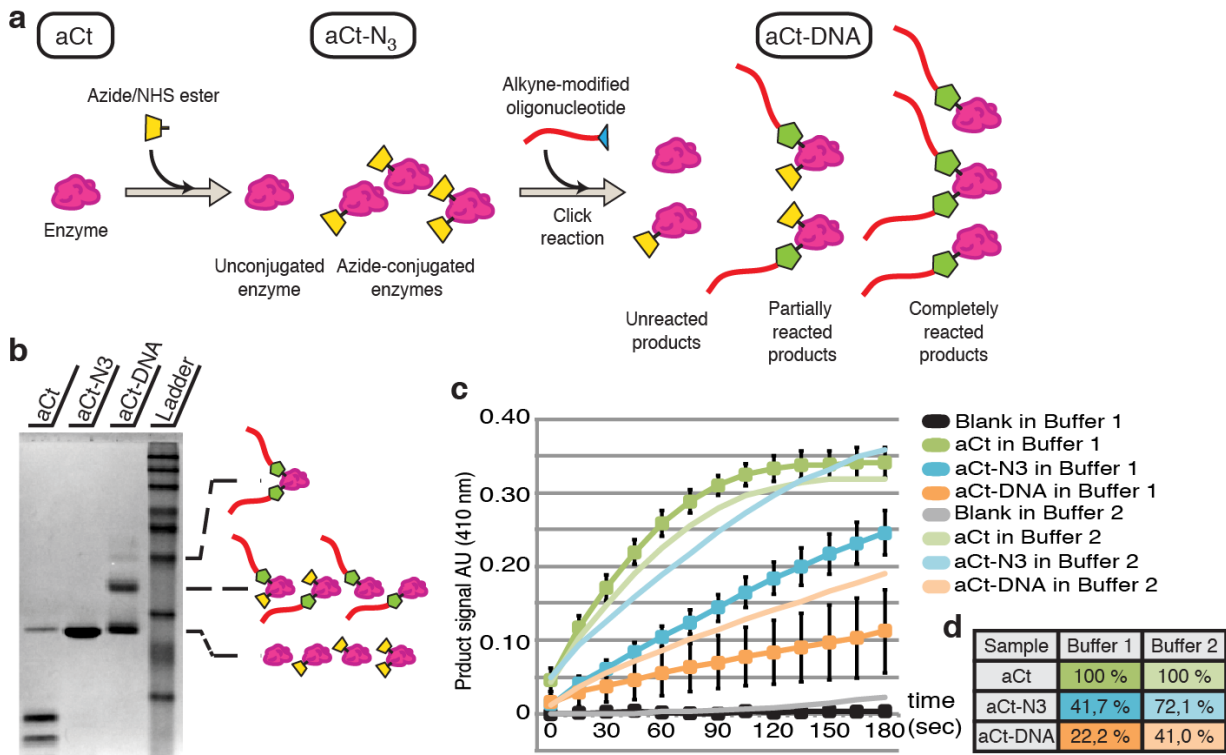 a
aCt
aCt-N3
aCt-DNA
Azide/NHS ester
Alkyne-modified
oligonucleotide
Enzyme
Click
reaction
Unconjugated
enzyme
Azide-conjugated
enzymes
Unreacted
products
Partially
reacted
products
Completely
reacted
products
b
aCt
aCt-N3
aCt-DNA
Ladder
c
Prduct signal AU (410 nm)
0.40
0.30
0.20
0.10
0
0 30 60 90 120 150 180
time
(sec)
Blank in Buffer 1
aCt in Buffer 1
aCt-N3 in Buffer 1
aCt-DNA in Buffer 1
Blank in Buffer 2
aCt in Buffer 2
aCt-N3 in Buffer 2
aCt-DNA in Buffer 2
d
Sample Buffer 1 Buffer 2
aCt 100 % 100 %
aCt-N3 41,7 % 72,1 %
aCt-DNA 22,2 % 41,0 %